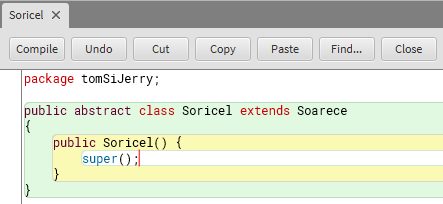 Soricel ×
Compile Undo Cut Copy Paste Find... Close
package tomSiJerry;
public abstract class Soricel extends Soarece
{
    public Soricel() {
        super();
    }
}